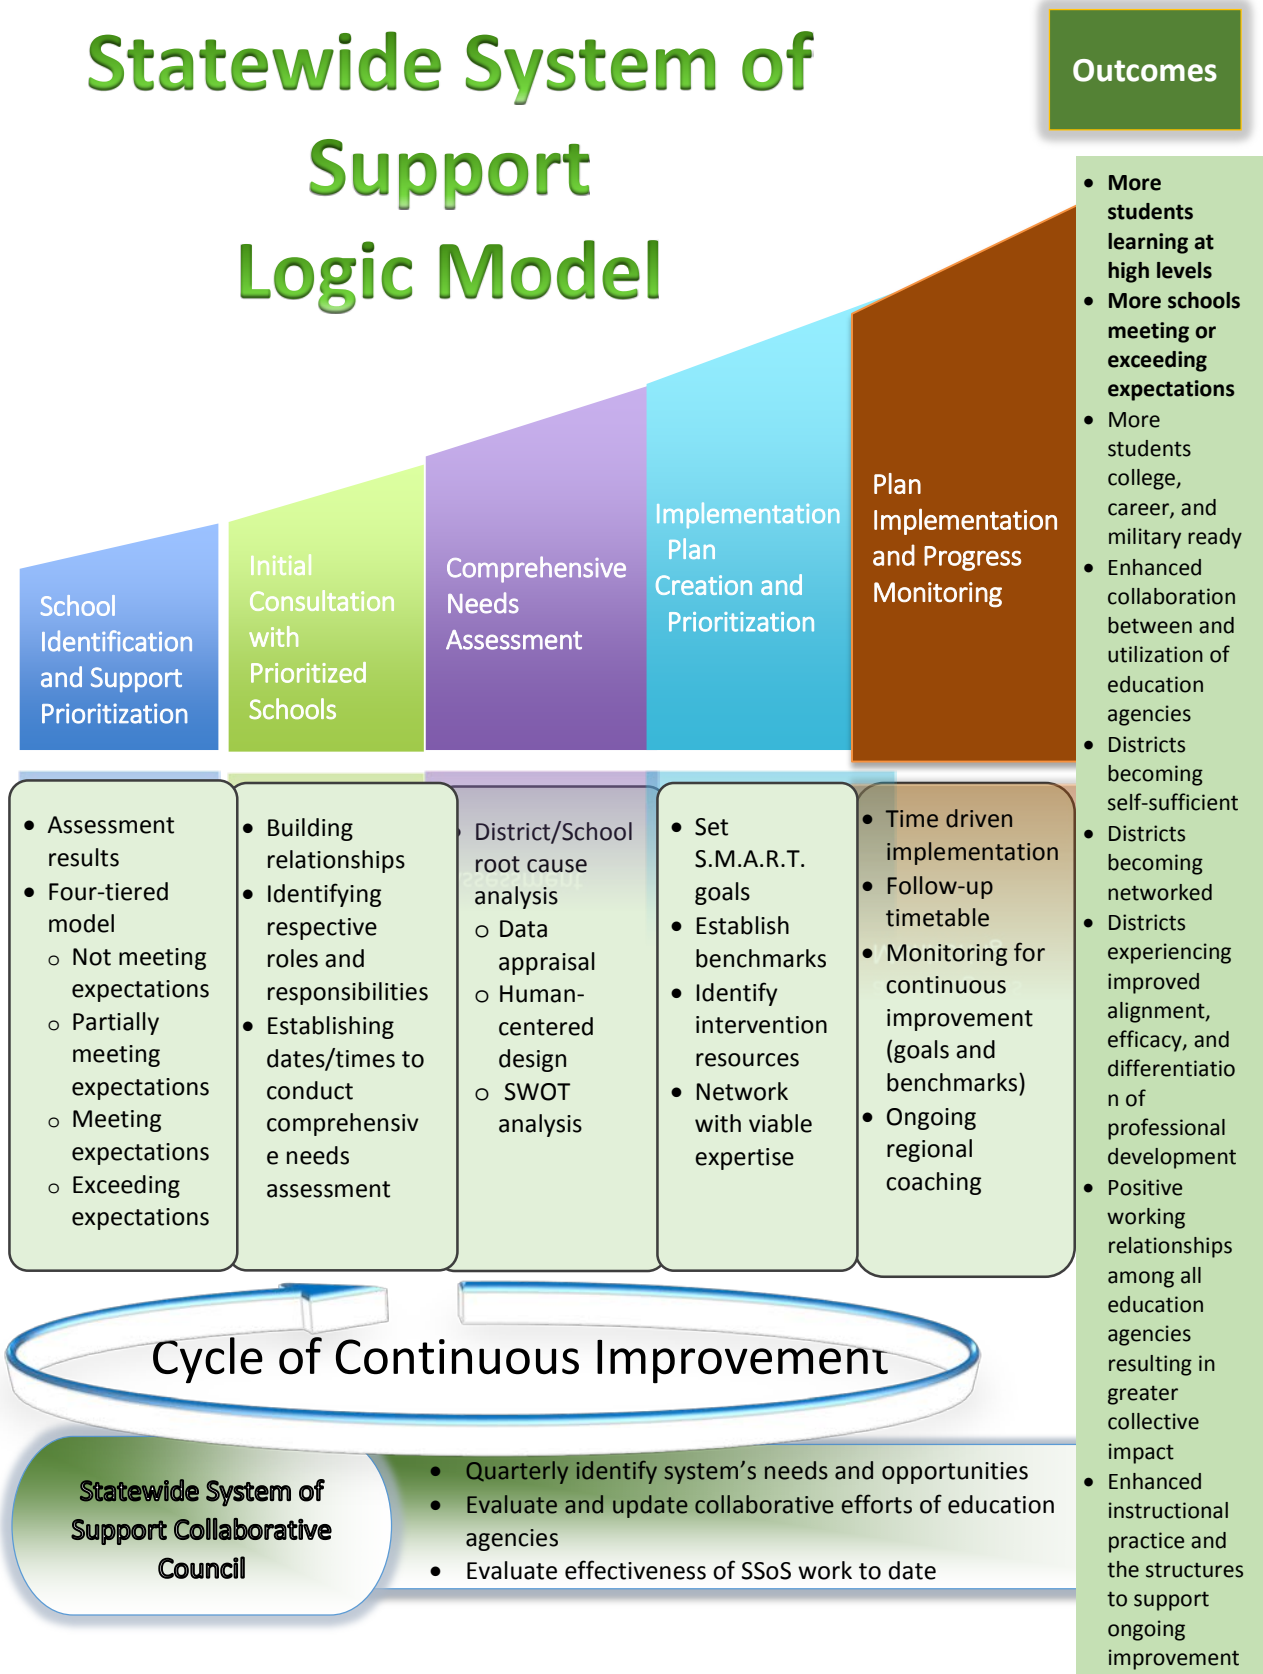 Statewide System of
Support
Logic Model
Outcomes
School
Identification
and Support
Prioritization
Initial
Consultation
with
Prioritized
Schools
Comprehensive
Needs
Assessment
Implementation
Plan
Creation and
Prioritization
Plan
Implementation
and Progress
Monitoring
• Assessment
results
• Four-tiered
model
o Not meeting
expectations
o Partially
meeting
expectations
o Meeting
expectations
o Exceeding
expectations
• Building
relationships
• Identifying
respective
roles and
responsibilities
• Establishing
dates/times to
conduct
comprehensiv
e needs
assessment
• District/School
root cause
analysis
o Data
appraisal
o Human-
centered
design
o SWOT
analysis
• Set
S.M.A.R.T.
goals
• Establish
benchmarks
• Identify
intervention
resources
• Network
with viable
expertise
• Time driven
implementation
• Follow-up
timetable
• Monitoring for
continuous
improvement
(goals and
benchmarks)
• Ongoing
regional
coaching
Cycle of Continuous Improvement
Statewide System of
Support Collaborative
Council
• Quarterly identify system's needs and opportunities
• Evaluate and update collaborative efforts of education
agencies
• Evaluate effectiveness of SSoS work to date
• More
students
learning at
high levels
• More schools
meeting or
exceeding
expectations
• More
students
college,
career, and
military ready
• Enhanced
collaboration
between and
utilization of
education
agencies
• Districts
becoming
self-sufficient
• Districts
becoming
networked
• Districts
experiencing
improved
alignment,
efficacy, and
differentiatio
n of
professional
development
• Positive
working
relationships
among all
education
agencies
resulting in
greater
collective
impact
• Enhanced
instructional
practice and
the structures
to support
ongoing
improvement